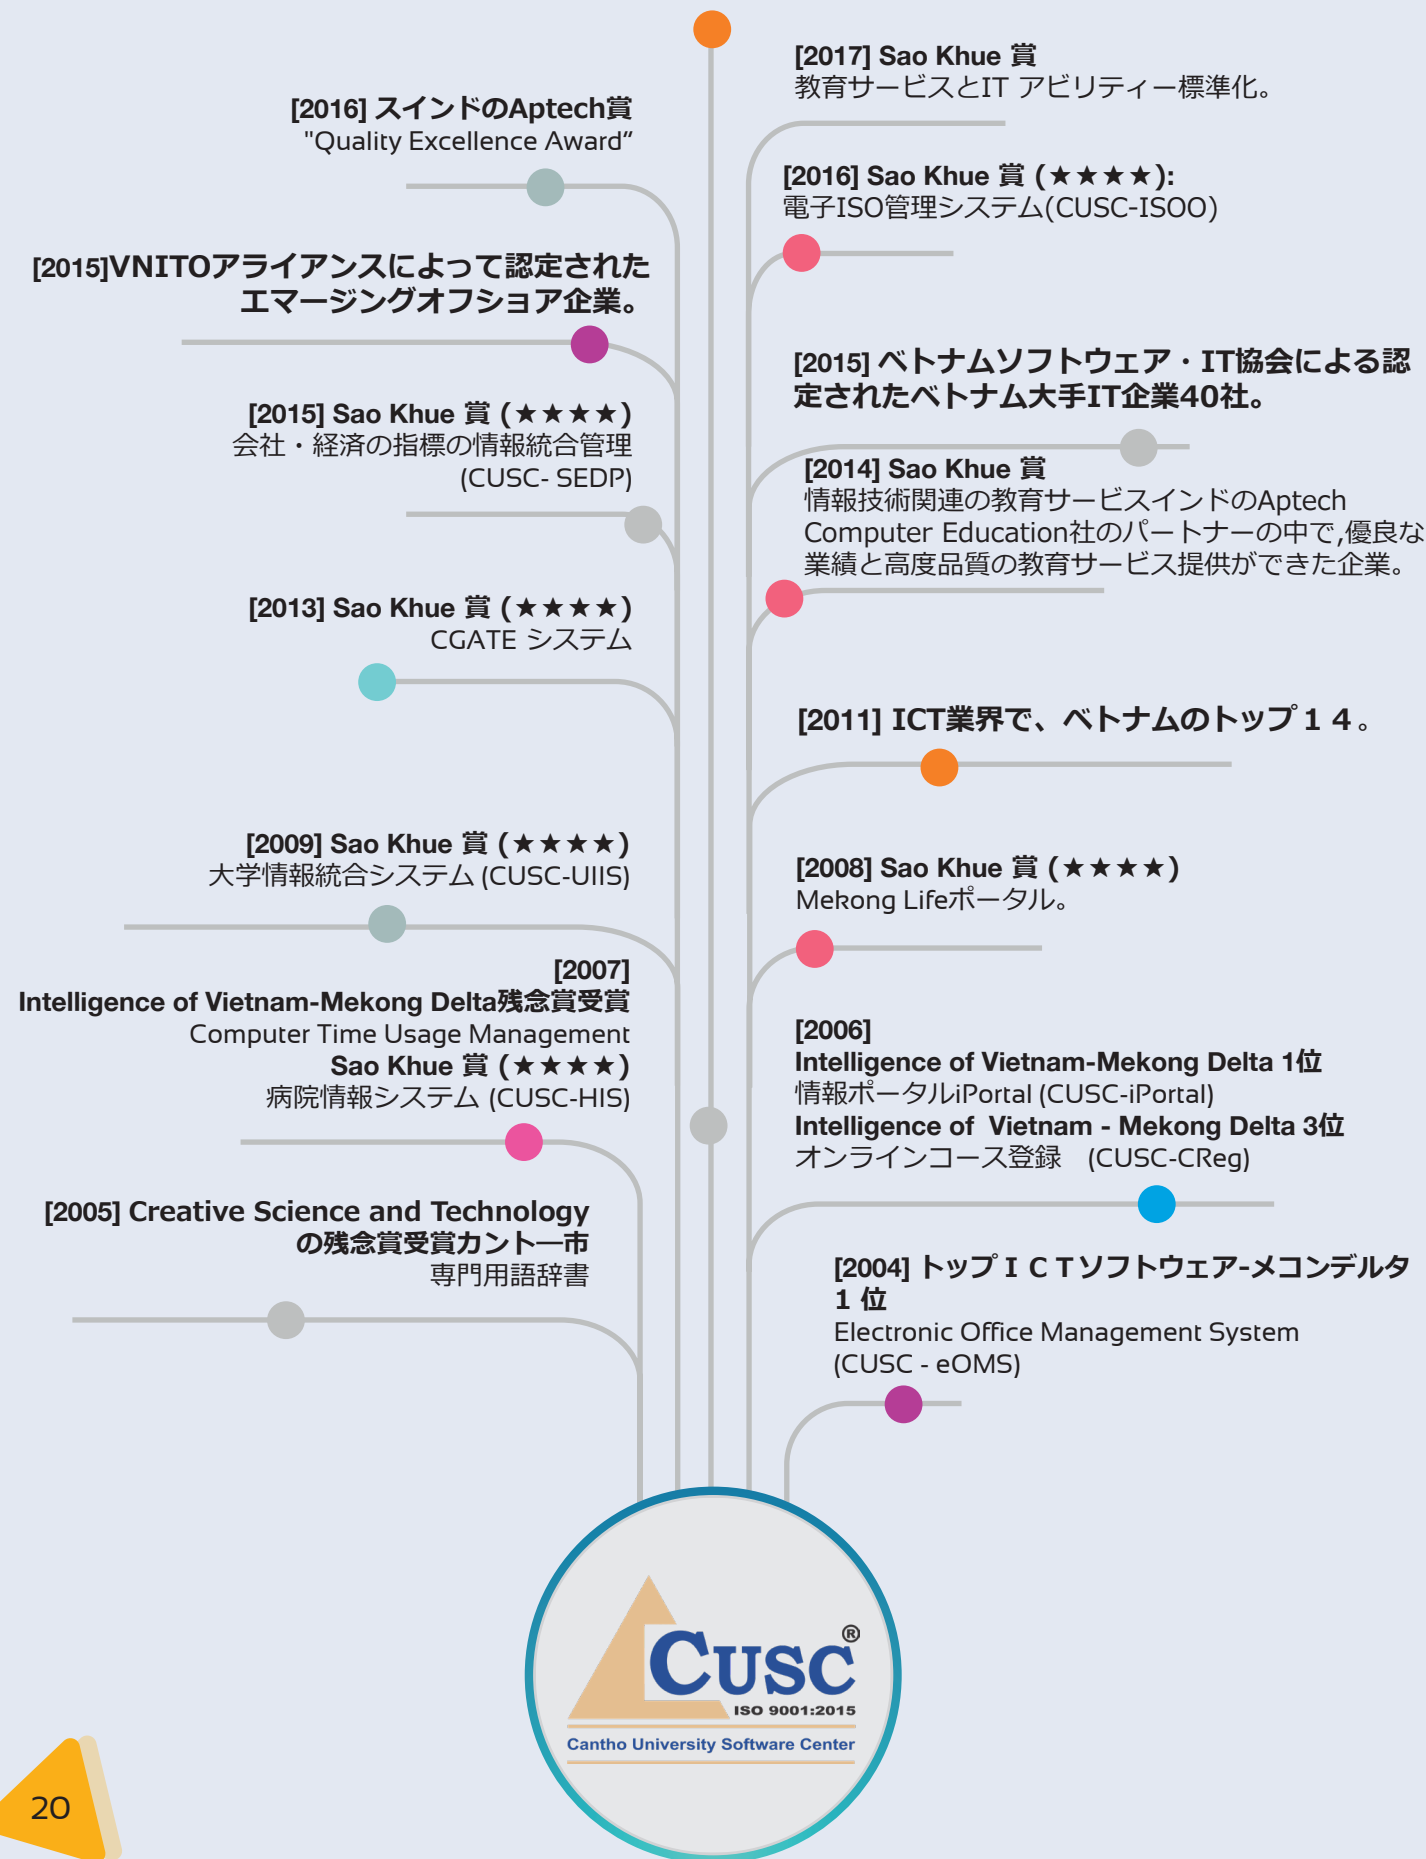 [2017] Sao Khue 賞
教育サービスとIT アビリティー標準化。
[2016] スインドのAptech賞
"Quality Excellence Award“
[2016] Sao Khue 賞 (★★★★):
電子ISO管理システム(CUSC-ISOO)
[2015]VNITOアライアンスによって認定された
エマージングオフショア企業。
[2015] ベトナムソフトウェア・IT協会による認
定されたベトナム大手IT企業40社。
[2015] Sao Khue 賞 (★★★★)
会社・経済の指標の情報統合管理
(CUSC- SEDP)
[2014] Sao Khue 賞
情報技術関連の教育サービスインドのAptech
Computer Education社のパートナーの中で,優良な
業績と高度品質の教育サービス提供ができた企業。
[2013] Sao Khue 賞 (★★★★)
CGATE システム
[2011] ICT業界で、ベトナムのトップ１４。
[2009] Sao Khue 賞 (★★★★)
大学情報統合システム (CUSC-UIIS)
[2008] Sao Khue 賞 (★★★★)
Mekong Lifeポータル。
[2007]
Intelligence of Vietnam-Mekong Delta残念賞受賞
Computer Time Usage Management
Sao Khue 賞 (★★★★)
病院情報システム (CUSC-HIS)
[2006]
Intelligence of Vietnam-Mekong Delta 1位
情報ポータルiPortal (CUSC-iPortal)
Intelligence of Vietnam - Mekong Delta 3位
オンラインコース登録　(CUSC-CReg)
[2005] Creative Science and Technology
の残念賞受賞カント―市
専門用語辞書
[2004] トップＩＣＴソフトウェア-メコンデルタ
1 位
Electronic Office Management System
(CUSC - eOMS)
CUSC®
ISO 9001:2015
Cantho University Software Center
20